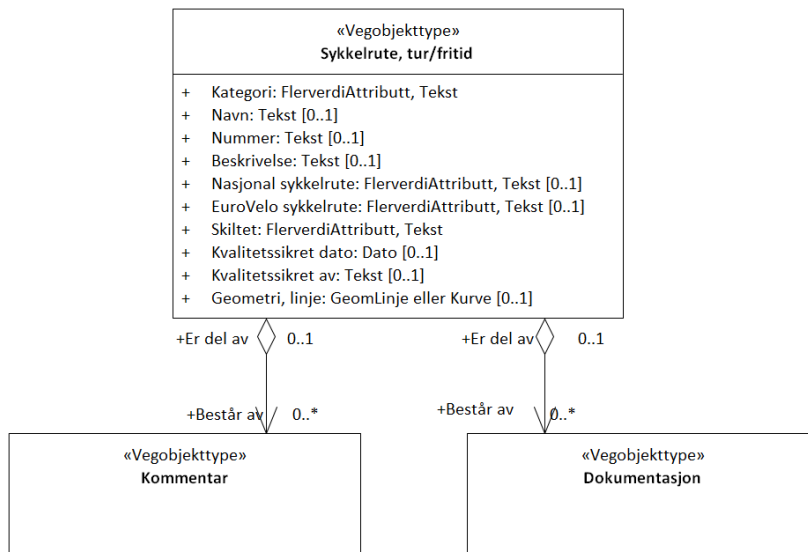 «Vegobjekttype»
Sykkelrute, tur/fritid
+ Kategori: FlerverdiAttributt, Tekst
+ Navn: Tekst [0..1]
+ Nummer: Tekst [0..1]
+ Beskrivelse: Tekst [0..1]
+ Nasjonal sykkelrute: FlerverdiAttributt, Tekst [0..1]
+ EuroVelo sykkelrute: FlerverdiAttributt, Tekst [0..1]
+ Skiltet: FlerverdiAttributt, Tekst
+ Kvalitetssikret dato: Dato [0..1]
+ Kvalitetssikret av: Tekst [0..1]
+ Geometri, linje: GeomLinje eller Kurve [0..1]
+Er del av 0..1 +Er del av 0..1
+Består av 0..* +Består av 0..*
«Vegobjekttype» «Vegobjekttype»
Kommentar Dokumentasjon